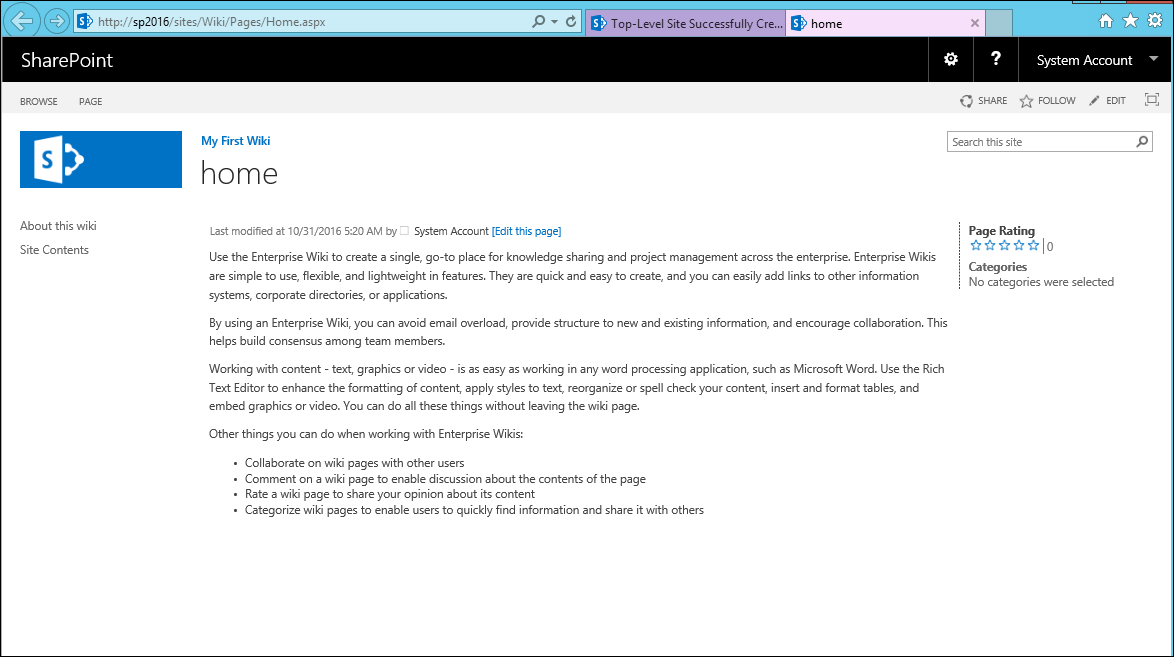 http://sp2016/sites/Wiki/Pages/Home.aspx
Top-Level Site Successfully Cre...
home
SharePoint
?
System Account
BROWSE
PAGE
SHARE
FOLLOW
EDIT
S
My First Wiki
home
Search this site
About this wiki
Site Contents
Last modified at 10/31/2016 5:20 AM by System Account [Edit this page]
Use the Enterprise Wiki to create a single, go-to place for knowledge sharing and project management across the enterprise. Enterprise Wikis
are simple to use, flexible, and lightweight in features. They are quick and easy to create, and you can easily add links to other information
systems, corporate directories, or applications.
By using an Enterprise Wiki, you can avoid email overload, provide structure to new and existing information, and encourage collaboration. This
helps build consensus among team members.
Working with content - text, graphics or video - is as easy as working in any word processing application, such as Microsoft Word. Use the Rich
Text Editor to enhance the formatting of content, apply styles to text, reorganize or spell check your content, insert and format tables, and
embed graphics or video. You can do all these things without leaving the wiki page.
Other things you can do when working with Enterprise Wikis:
• Collaborate on wiki pages with other users
• Comment on a wiki page to enable discussion about the contents of the page
• Rate a wiki page to share your opinion about its content
• Categorize wiki pages to enable users to quickly find information and share it with others
Page Rating
0
Categories
No categories were selected